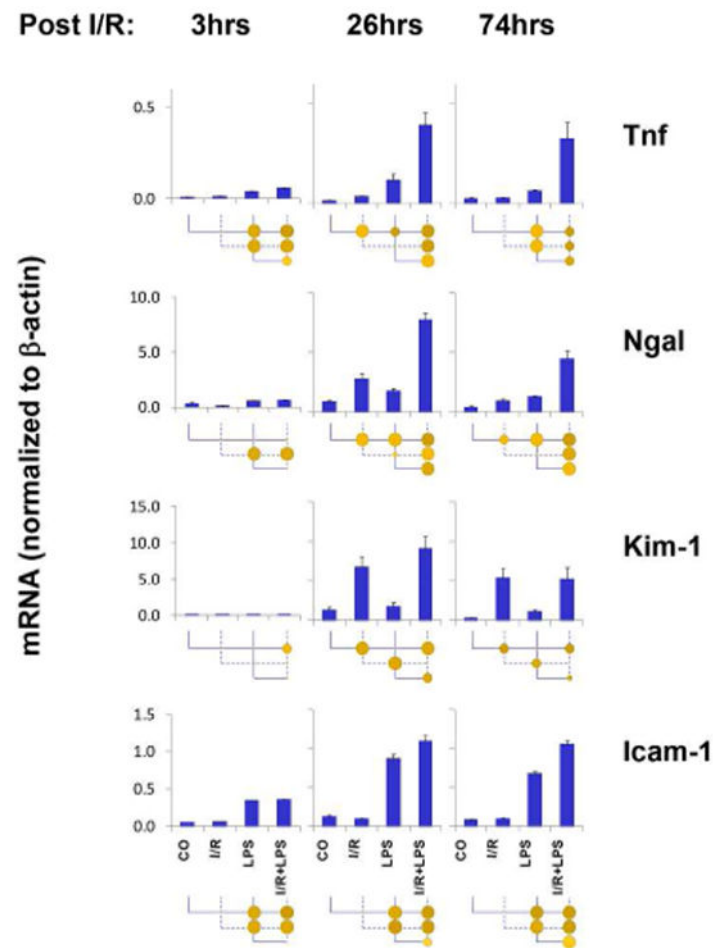 Post I/R: 3hrs 26hrs 74hrs
mRNA (normalized to β-actin)
0.5
0.0
Tnf
10.0
5.0
0.0
Ngal
15.0
10.0
5.0
0.0
Kim-1
1.5
1.0
0.5
0.0
Icam-1
CO I/R LPS I/R+LPS CO I/R LPS I/R+LPS CO I/R LPS I/R+LPS